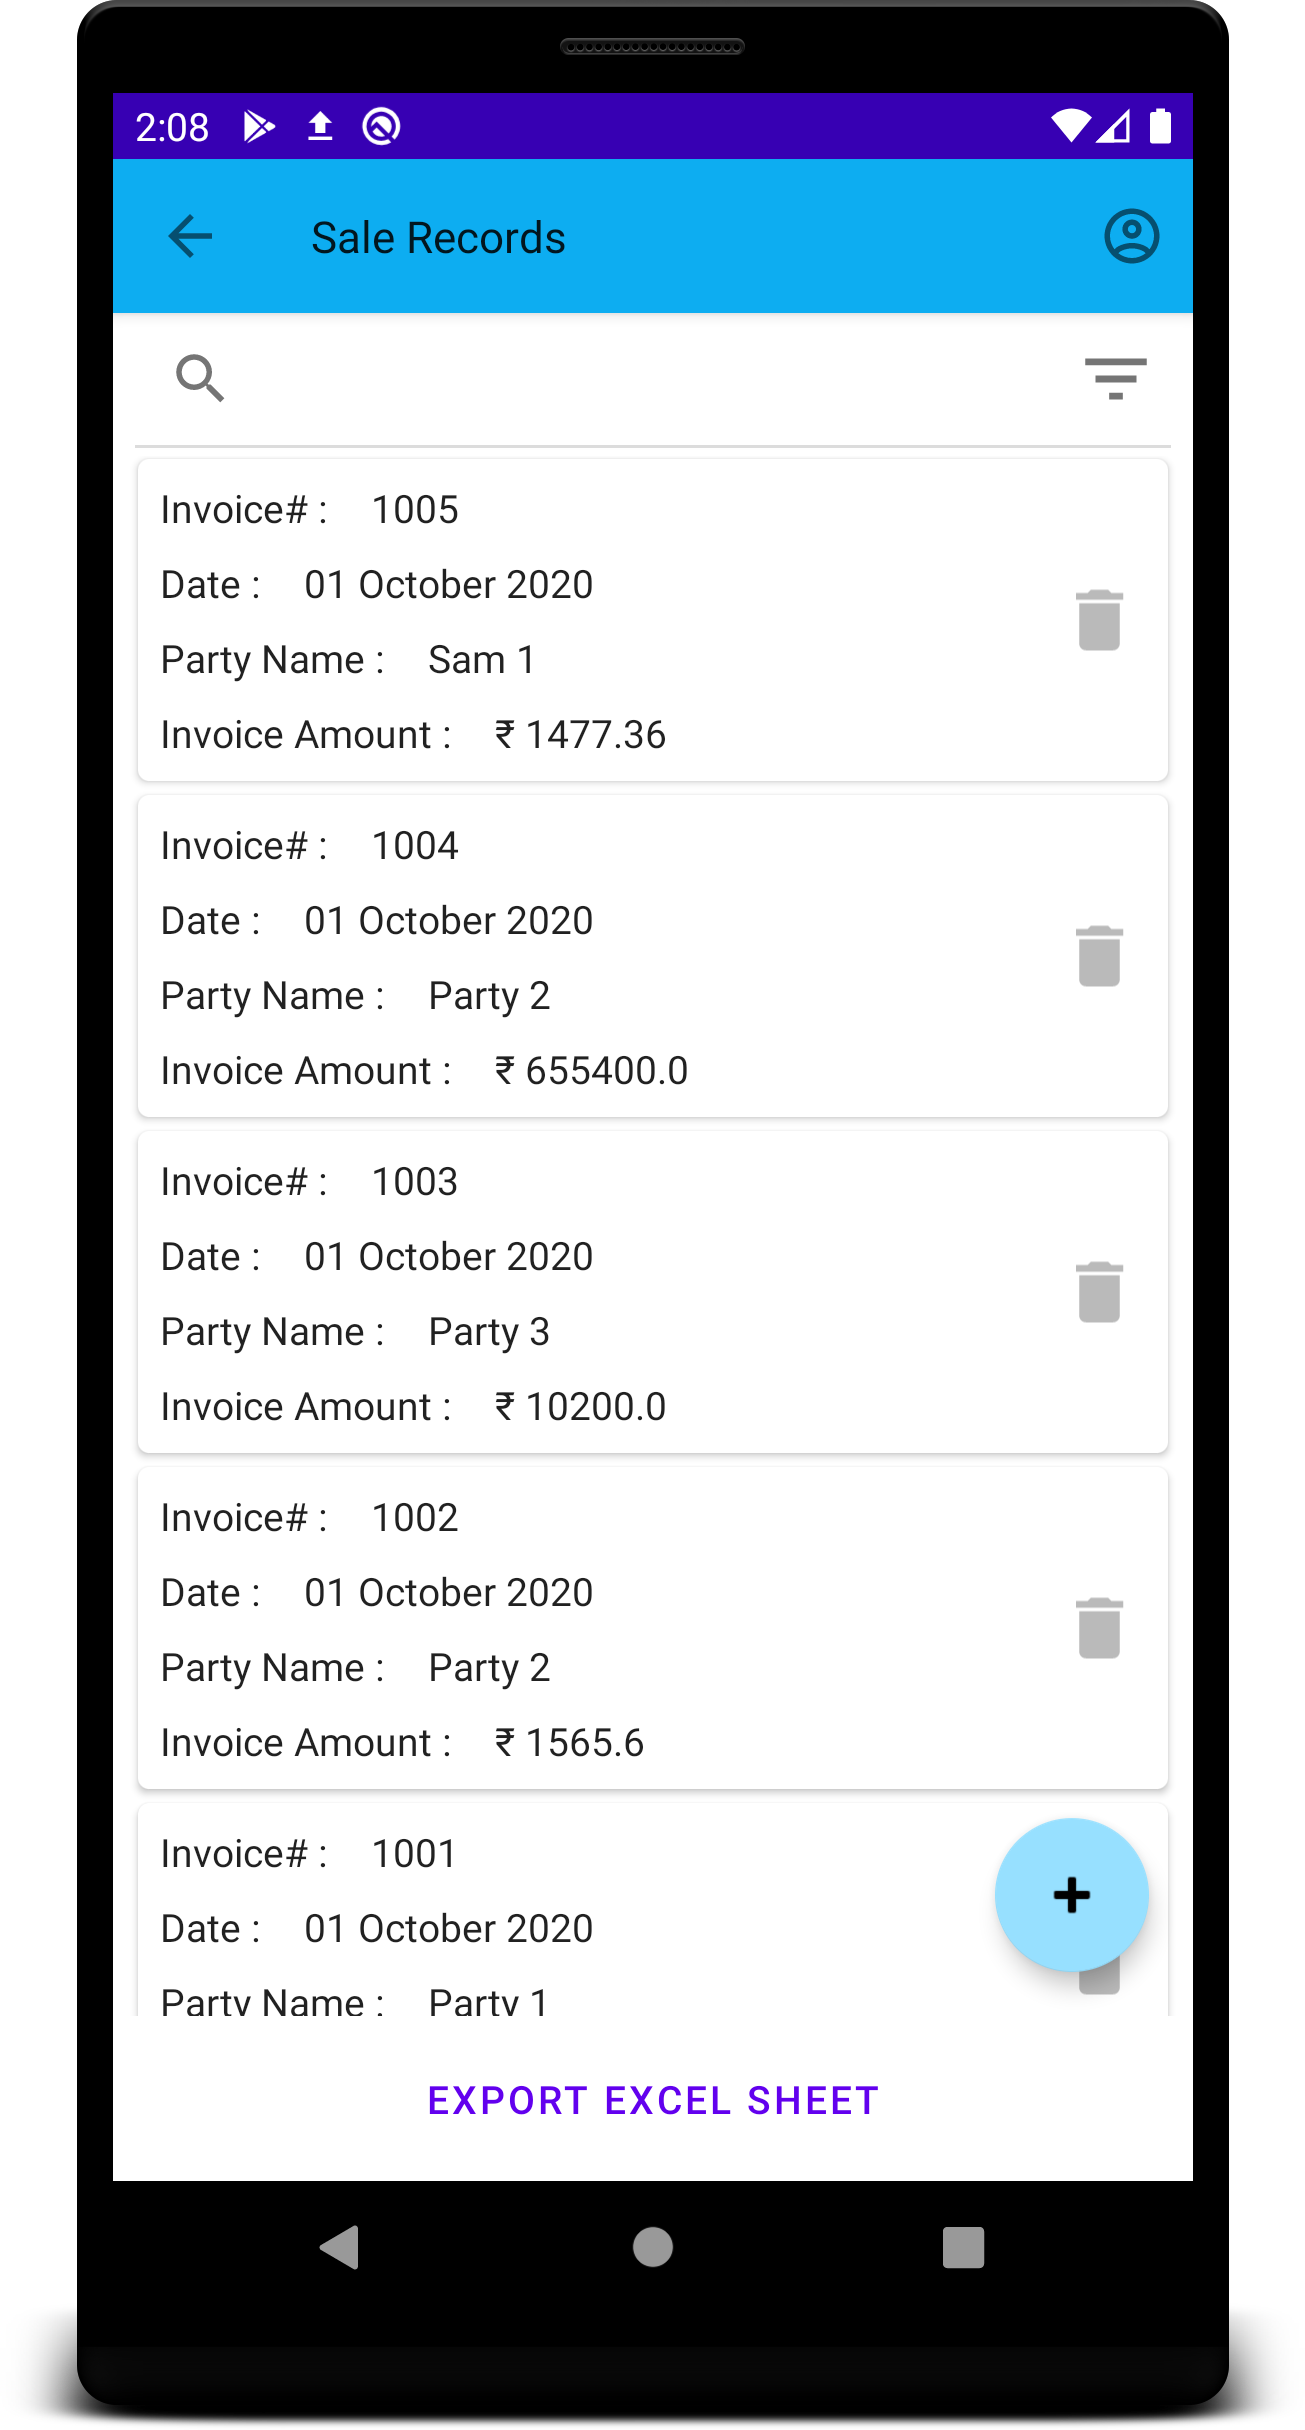 2:08
Sale Records
Invoice# : 1005
Date : 01 October 2020
Party Name : Sam 1
Invoice Amount : ₹ 1477.36
Invoice# : 1004
Date : 01 October 2020
Party Name : Party 2
Invoice Amount : ₹ 655400.0
Invoice# : 1003
Date : 01 October 2020
Party Name : Party 3
Invoice Amount : ₹ 10200.0
Invoice# : 1002
Date : 01 October 2020
Party Name : Party 2
Invoice Amount : ₹ 1565.6
Invoice# : 1001
Date : 01 October 2020
Party Name : Party 1
EXPORT EXCEL SHEET